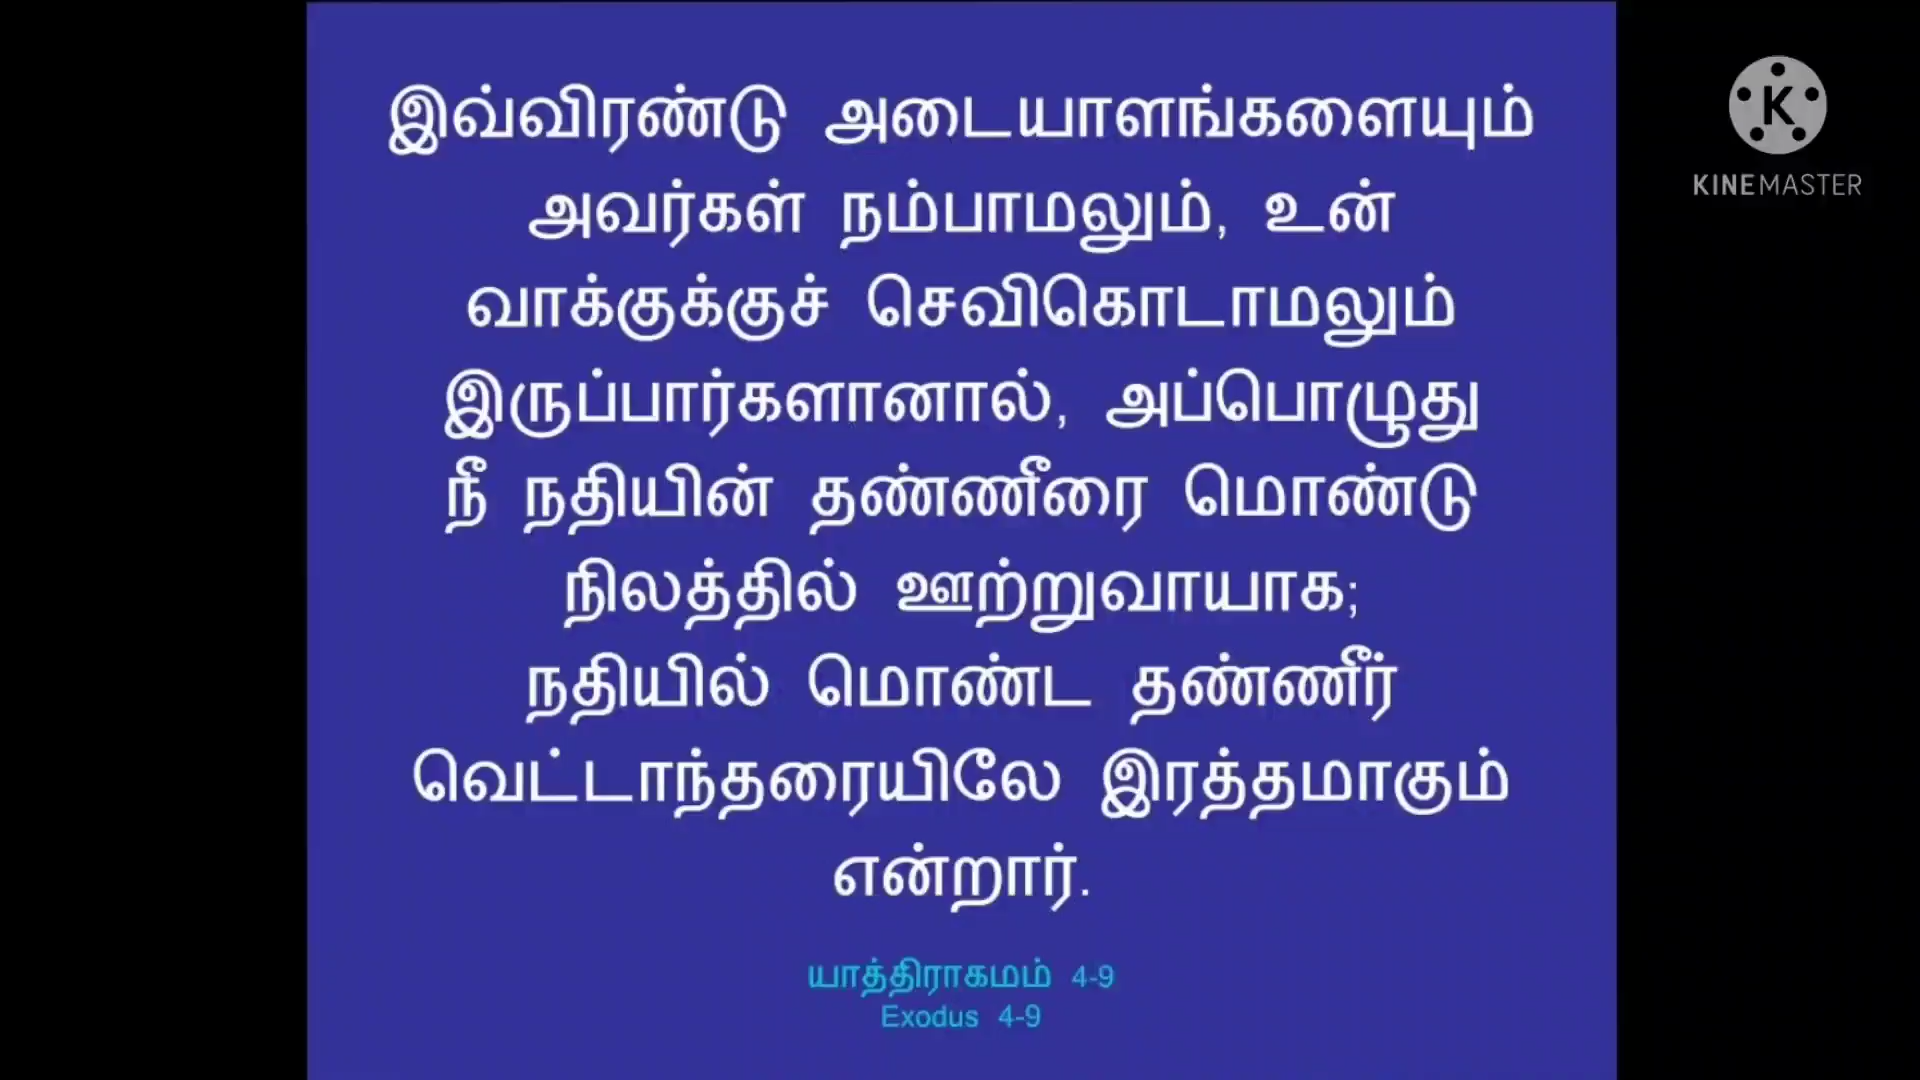 இவ்விரண்டு அடையாளங்களையும்
அவர்கள் நம்பாமலும், உன்
வாக்குக்குச் செவிகொடாமலும்
இருப்பார்களானால், அப்பொழுது
நீ நதியின் தண்ணீரை மொண்டு
நிலத்தில் ஊற்றுவாயாக;
நதியில் மொண்ட தண்ணீர்
வெட்டாந்தரையிலே இரத்தமாகும்
என்றார்.
யாத்திராகமம் 4-9
Exodus 4-9
K
KINEMASTER